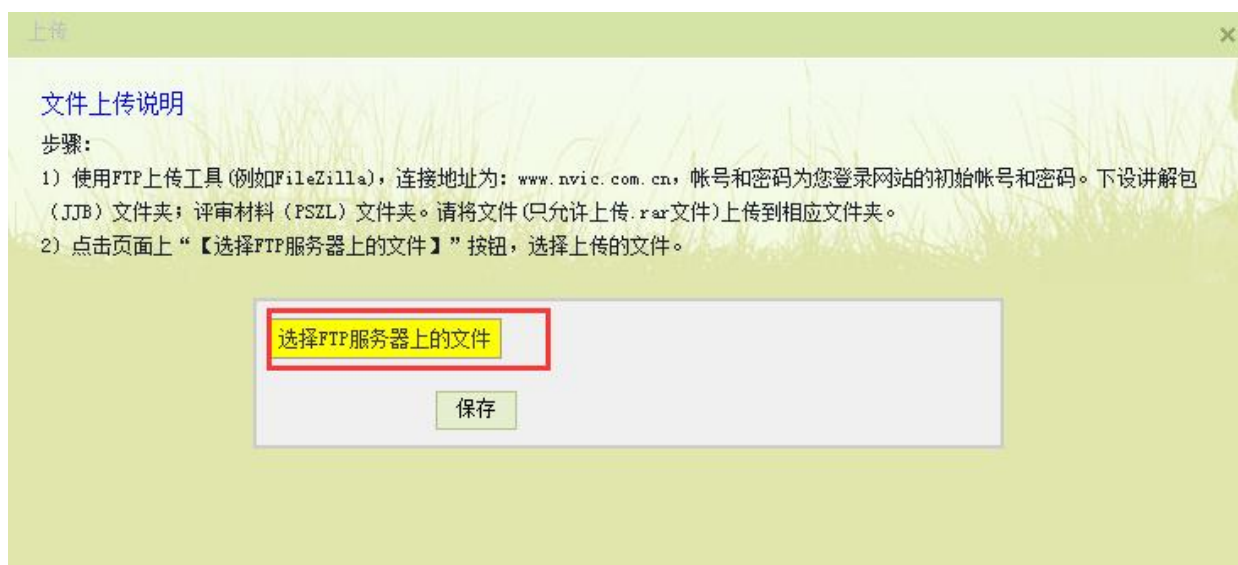 上传
×
文件上传说明
步骤：
1）使用FTP上传工具(例如FileZilla)，连接地址为：www.nvic.com.cn，帐号和密码为您登录网站的初始帐号和密码。下设讲解包
（JJB）文件夹；评审材料（PSZL）文件夹。请将文件(只允许上传.rar文件)上传到相应文件夹。
2）点击页面上“【选择FTP服务器上的文件】”按钮，选择上传的文件。
选择FTP服务器上的文件
保存